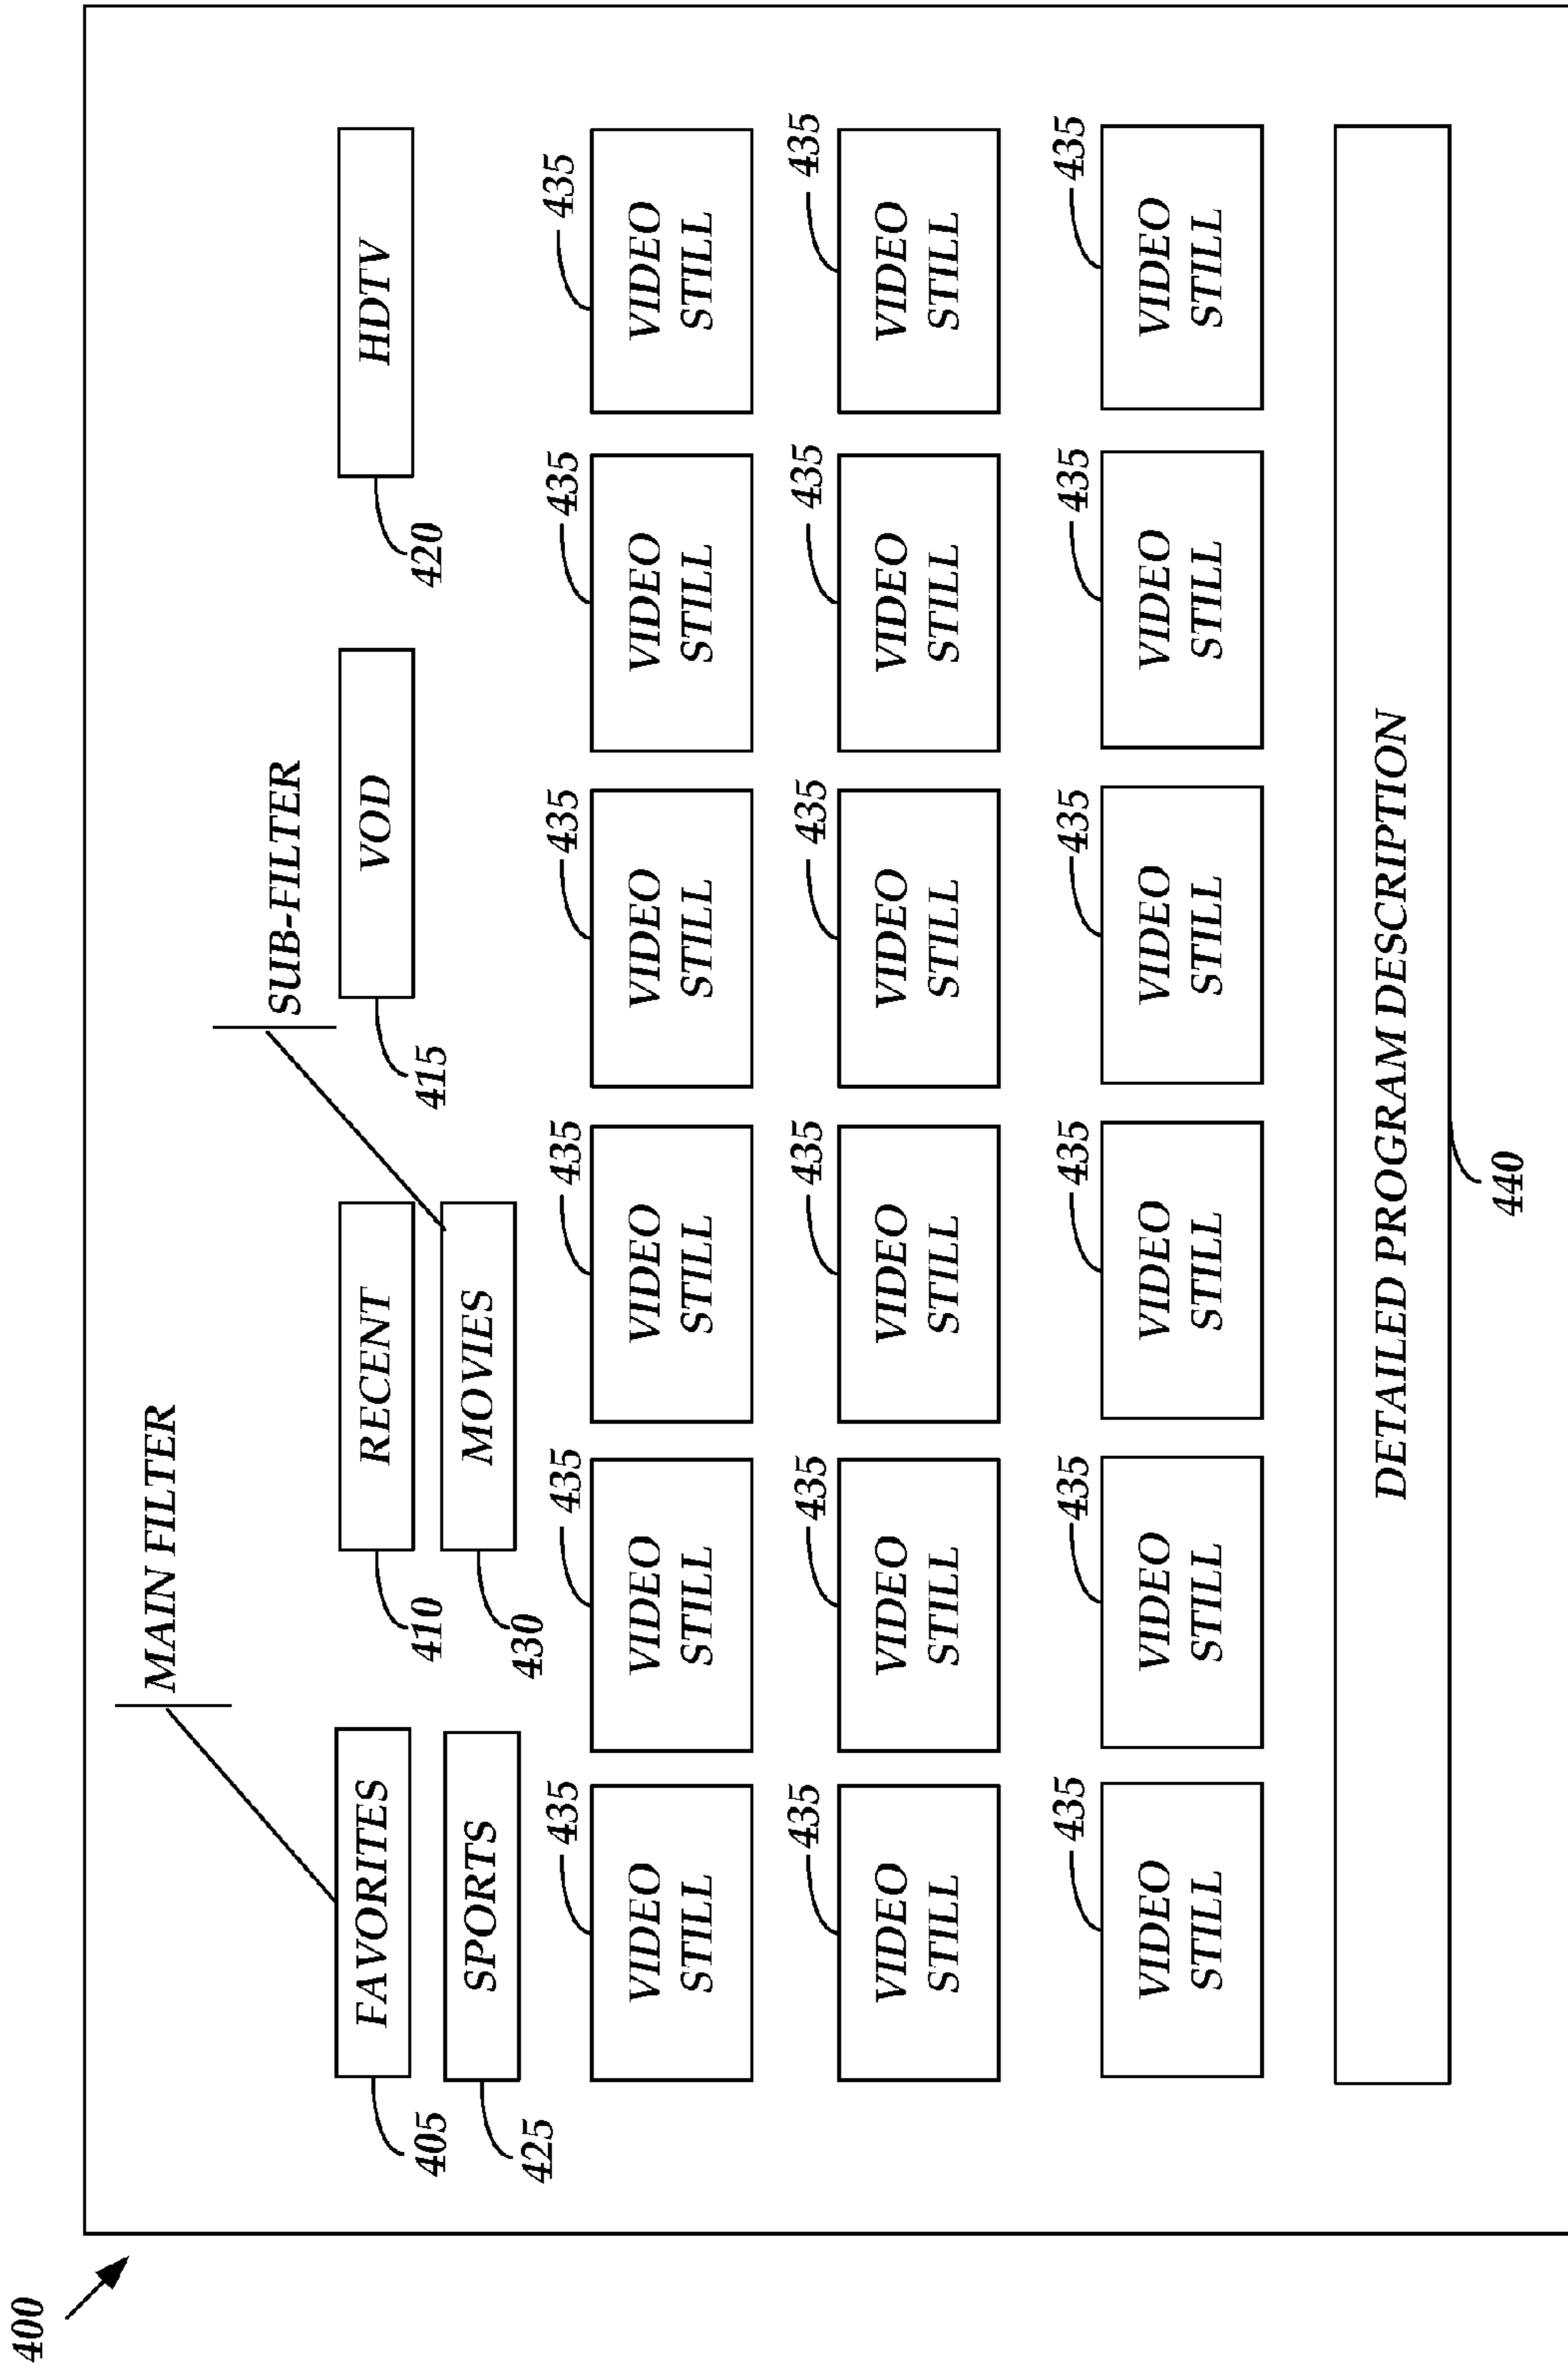 400
MAIN FILTER
SUB-FILTER
FAVORITES
RECENT
VOD
HDTV
405
410
415
420
SPORTS
MOVIES
425
430
435
435
435
435
435
435
VIDEO
STILL
VIDEO
STILL
VIDEO
STILL
VIDEO
STILL
VIDEO
STILL
VIDEO
STILL
435
435
435
435
435
435
VIDEO
STILL
VIDEO
STILL
VIDEO
STILL
VIDEO
STILL
VIDEO
STILL
VIDEO
STILL
435
435
435
435
435
435
VIDEO
STILL
VIDEO
STILL
VIDEO
STILL
VIDEO
STILL
VIDEO
STILL
VIDEO
STILL
DETAILED PROGRAM DESCRIPTION
440